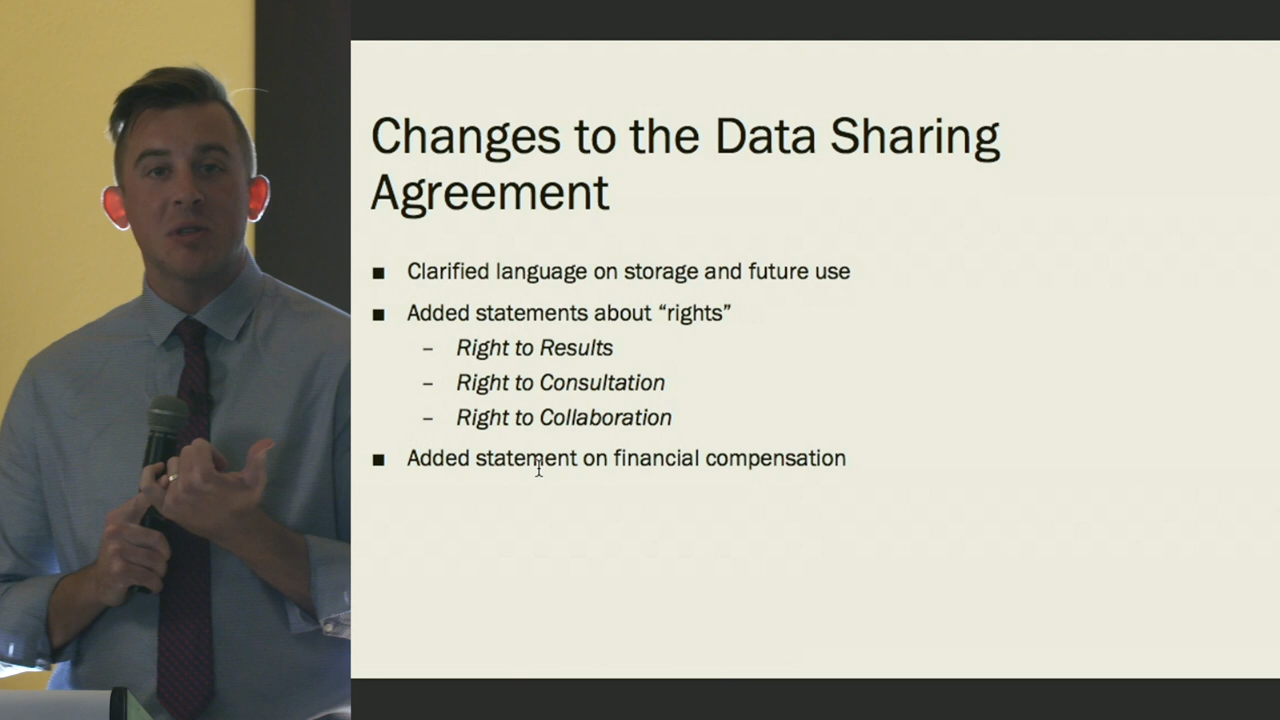 Changes to the Data Sharing
Agreement
■ Clarified language on storage and future use
■ Added statements about “rights”
– Right to Results
– Right to Consultation
– Right to Collaboration
■ Added statement on financial compensation